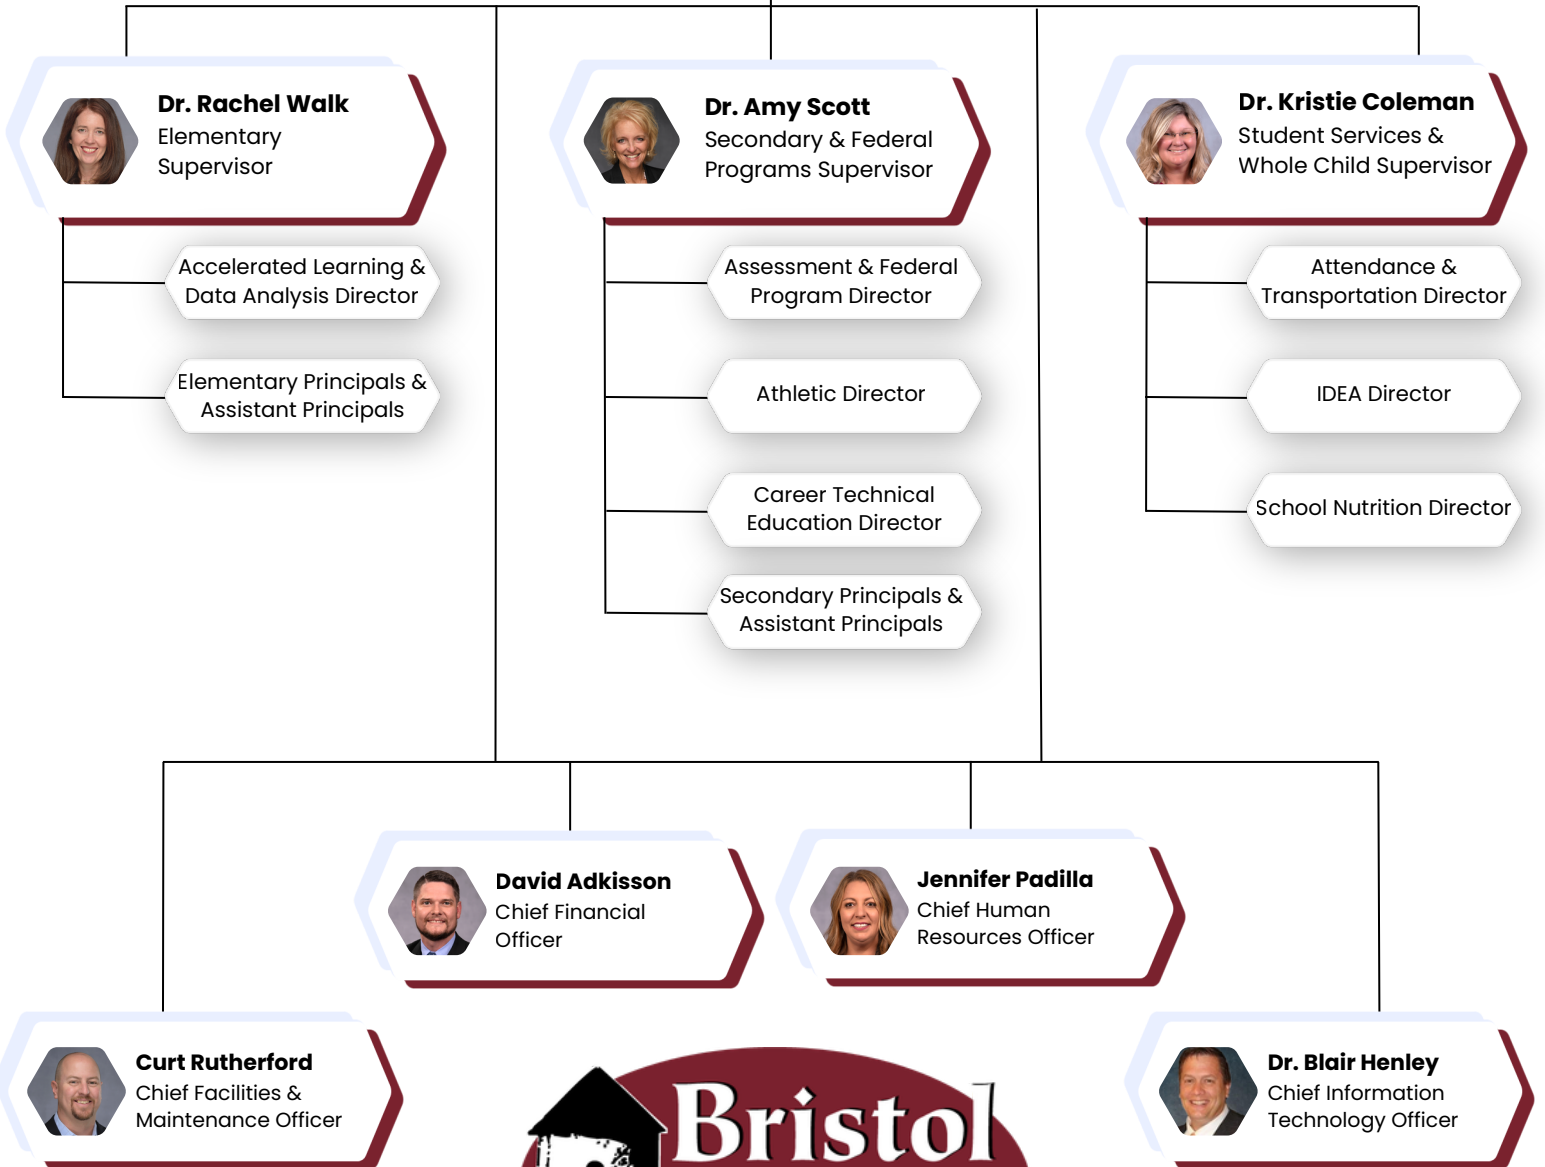 Dr. Rachel Walk
Elementary
Supervisor
Accelerated Learning &
Data Analysis Director
Elementary Principals &
Assistant Principals
Dr. Amy Scott
Secondary & Federal
Programs Supervisor
Assessment & Federal
Program Director
Athletic Director
Career Technical
Education Director
Secondary Principals &
Assistant Principals
Dr. Kristie Coleman
Student Services &
Whole Child Supervisor
Attendance &
Transportation Director
IDEA Director
School Nutrition Director
David Adkisson
Chief Financial
Officer
Jennifer Padilla
Chief Human
Resources Officer
Curt Rutherford
Chief Facilities &
Maintenance Officer
Dr. Blair Henley
Chief Information
Technology Officer
Bristol